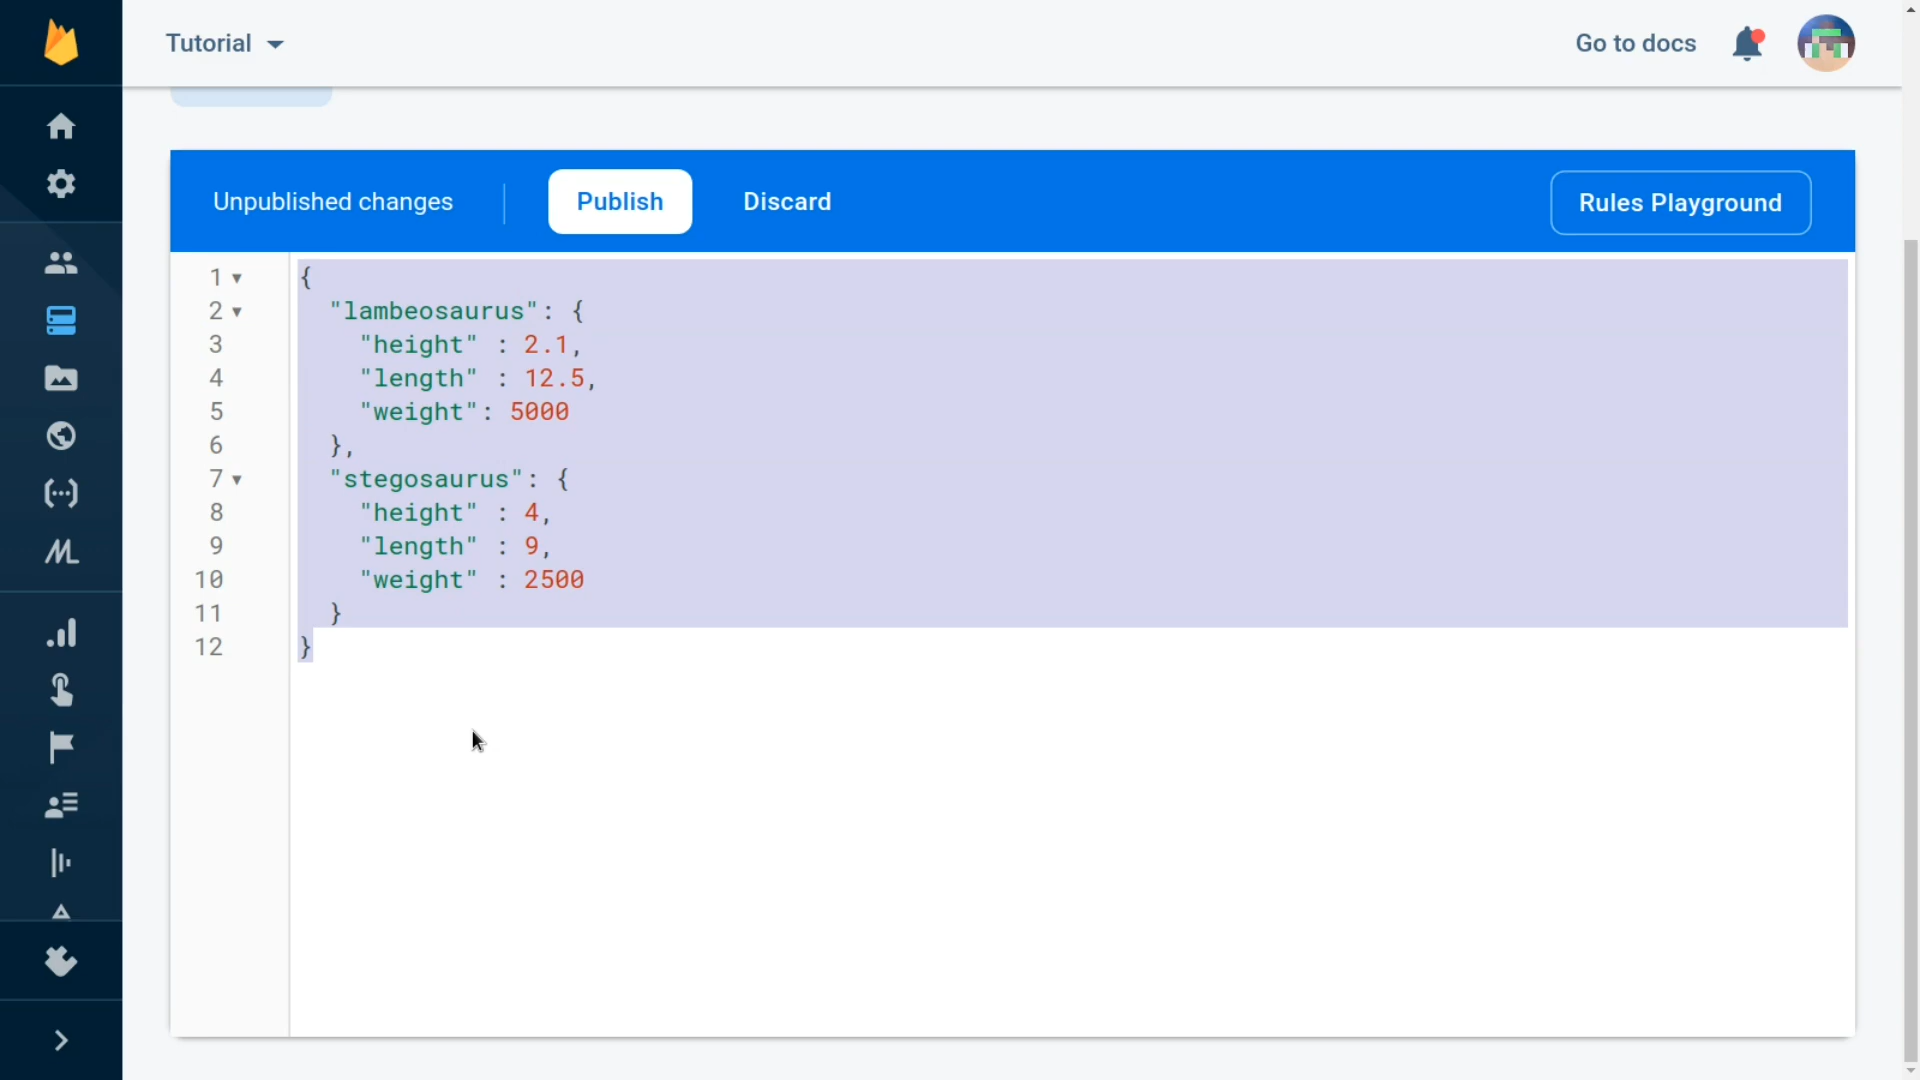 Tutorial
Go to docs
Unpublished changes
Publish
Discard
Rules Playground
1 {
2 "lambeosaurus": {
3 "height" : 2.1,
4 "length" : 12.5,
5 "weight": 5000
6 },
7 "stegosaurus": {
8 "height" : 4,
9 "length" : 9,
10 "weight" : 2500
11 }
12 }